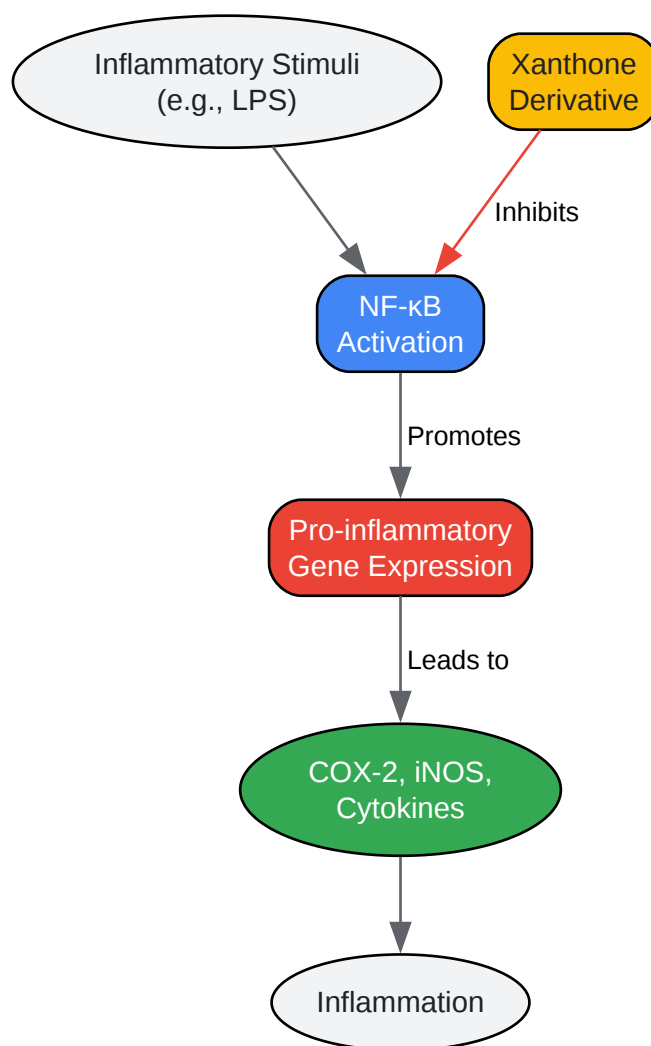 Inflammatory Stimuli
(e.g., LPS)
Xanthone
Derivative
Inhibits
NF-κB
Activation
Promotes
Pro-inflammatory
Gene Expression
Leads to
COX-2, iNOS,
Cytokines
Inflammation